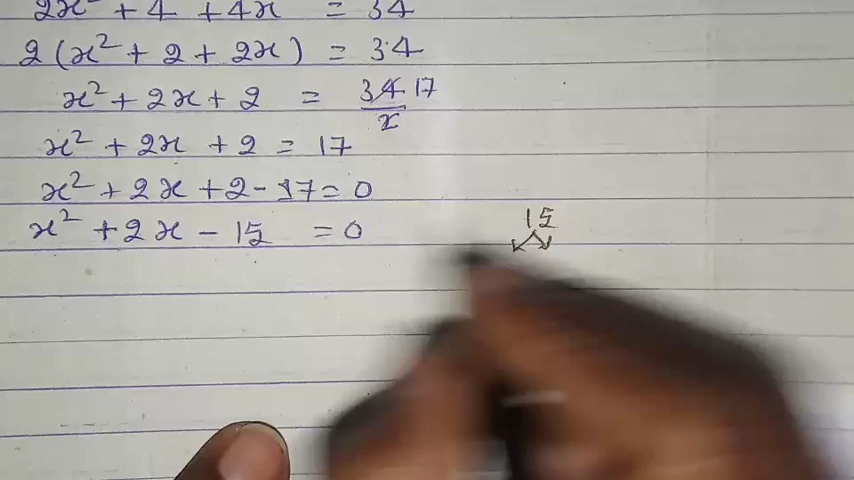 2x² + 4 + 4x = 34
2 (x² + 2 + 2x) = 34
x² + 2x + 2 = 34 17
2
x² + 2x + 2 = 17
x² + 2x + 2 - 17 = 0
x² + 2x - 15 = 0
15